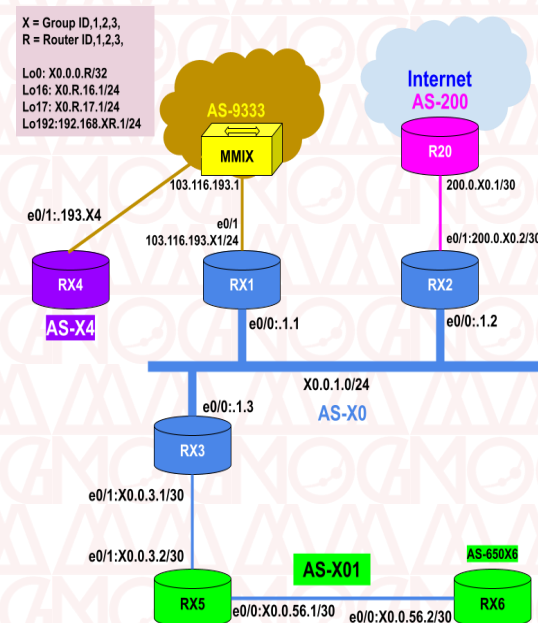 X = Group ID,1,2,3,
R = Router ID,1,2,3,
Lo0: X0.0.0.R/32
Lo16: X0.R.16.1/24
Lo17: X0.R.17.1/24
Lo192:192.168.XR.1/24
AS-9333
MMIX
Internet
AS-200
R20
103.116.193.1
200.0.X0.1/30
e0/1:.193.X4
e0/1
103.116.193.X1/24
e0/1:200.0.X0.2/30
RX4
RX1
RX2
AS-X4
e0/0:.1.1
e0/0:.1.2
X0.0.1.0/24
AS-X0
e0/0:.1.3
RX3
e0/1:X0.0.3.1/30
e0/1:X0.0.3.2/30
AS-X01
AS-650X6
RX5
RX6
e0/0:X0.0.56.1/30
e0/0:X0.0.56.2/30